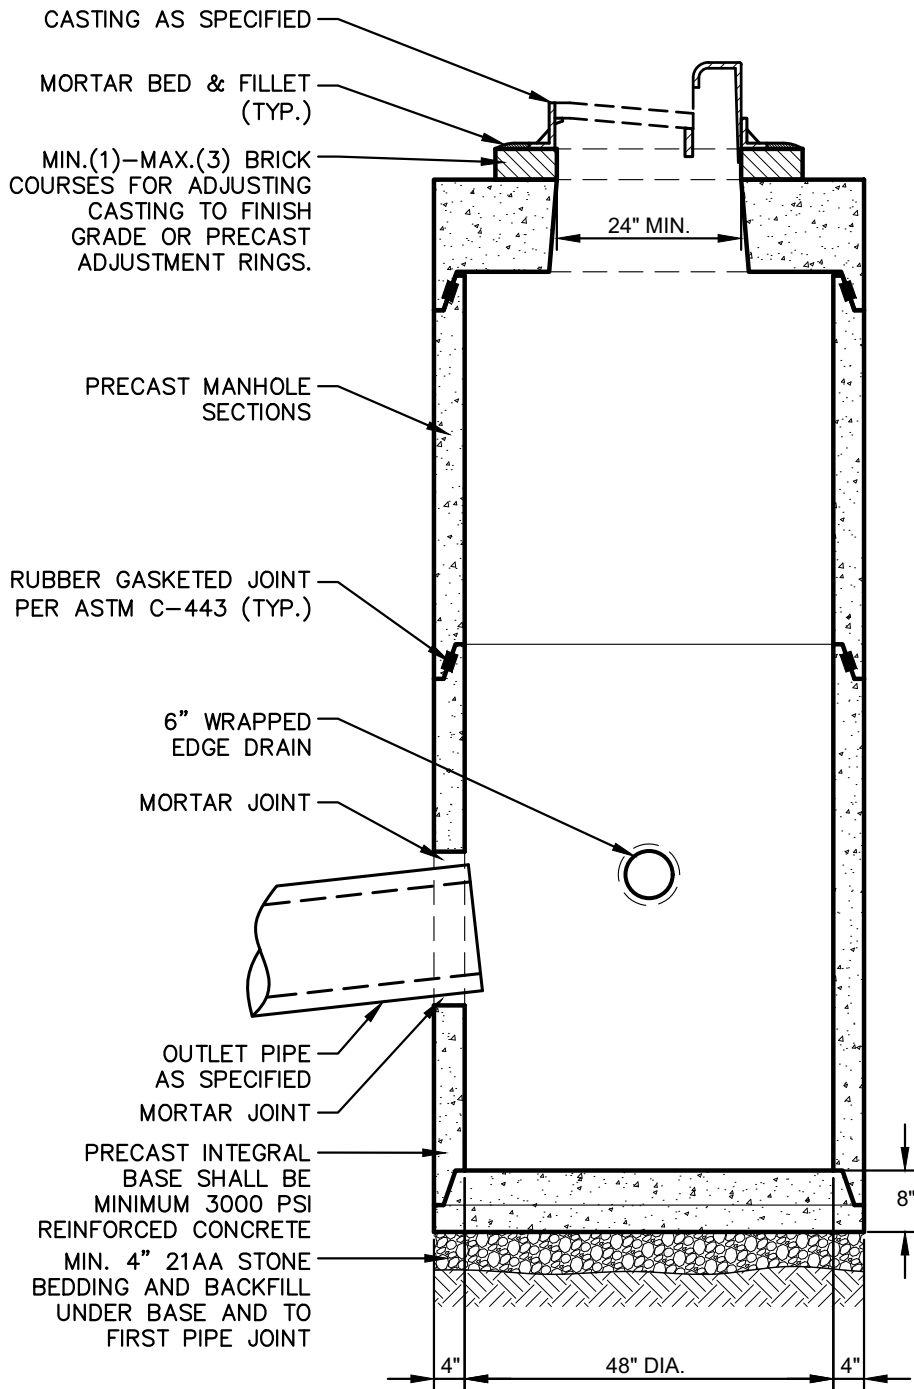 CASTING AS SPECIFIED
MORTAR BED & FILLET
(TYP.)
MIN.(1)-MAX.(3) BRICK
COURSES FOR ADJUSTING
CASTING TO FINISH
GRADE OR PRECAST
ADJUSTMENT RINGS.
24" MIN.
PRECAST MANHOLE
SECTIONS
RUBBER GASKETED JOINT
PER ASTM C-443 (TYP.)
6" WRAPPED
EDGE DRAIN
MORTAR JOINT
OUTLET PIPE
AS SPECIFIED
MORTAR JOINT
PRECAST INTEGRAL
BASE SHALL BE
MINIMUM 3000 PSI
REINFORCED CONCRETE
8"
MIN. 4" 21AA STONE
BEDDING AND BACKFILL
UNDER BASE AND TO
FIRST PIPE JOINT
4" 48" DIA. 4"